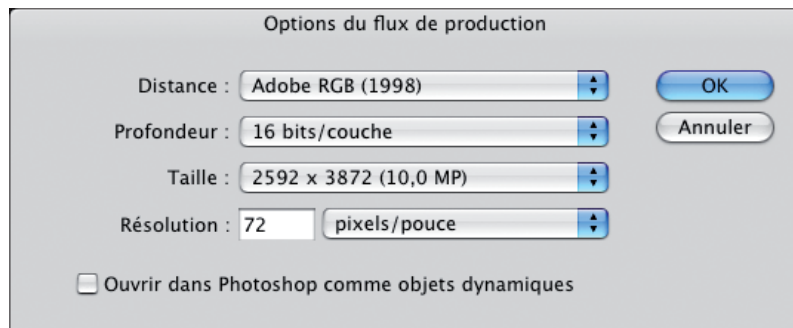 Options du flux de production
Distance : Adobe RGB (1998) OK
Profondeur : 16 bits/couche Annuler
Taille : 2592 x 3872 (10,0 MP)
Résolution : 72 pixels/pouce
Ouvrir dans Photoshop comme objets dynamiques